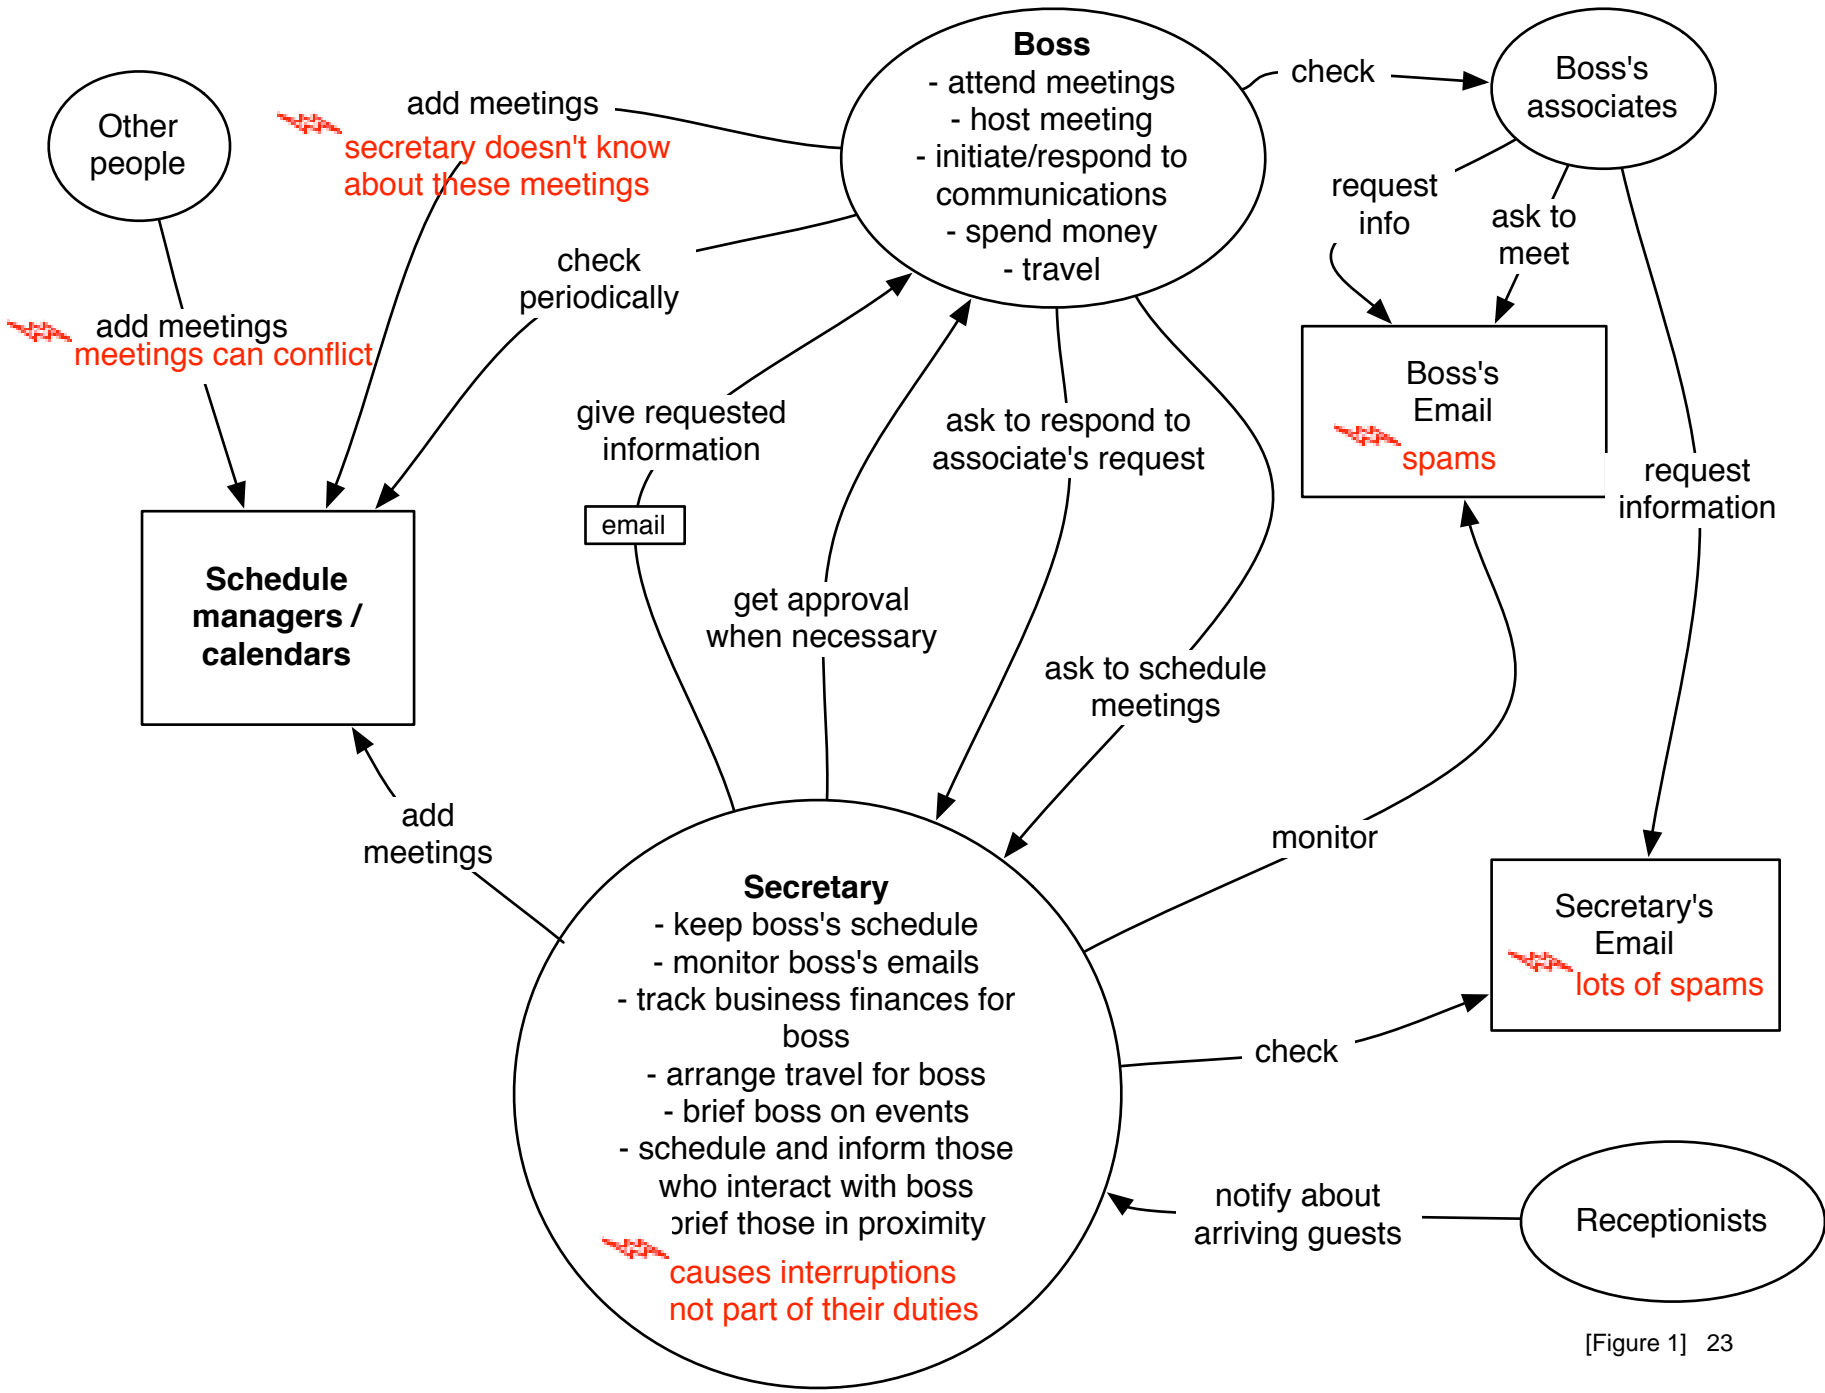 Boss
- attend meetings
- host meeting
- initiate/respond to
communications
- spend money
- travel
check
Boss's
associates
Other
people
add meetings
secretary doesn't know
about these meetings
request
info
ask to
meet
check
periodically
add meetings
meetings can conflict
give requested
information
email
ask to respond to
associate's request
Boss's
Email
spams
request
information
Schedule
managers /
calendars
get approval
when necessary
ask to schedule
meetings
add
meetings
monitor
Secretary
- keep boss's schedule
- monitor boss's emails
- track business finances for
boss
- arrange travel for boss
- brief boss on events
- schedule and inform those
who interact with boss
brief those in proximity
causes interruptions
not part of their duties
Secretary's
Email
lots of spams
check
notify about
arriving guests
Receptionists
[Figure 1] 23